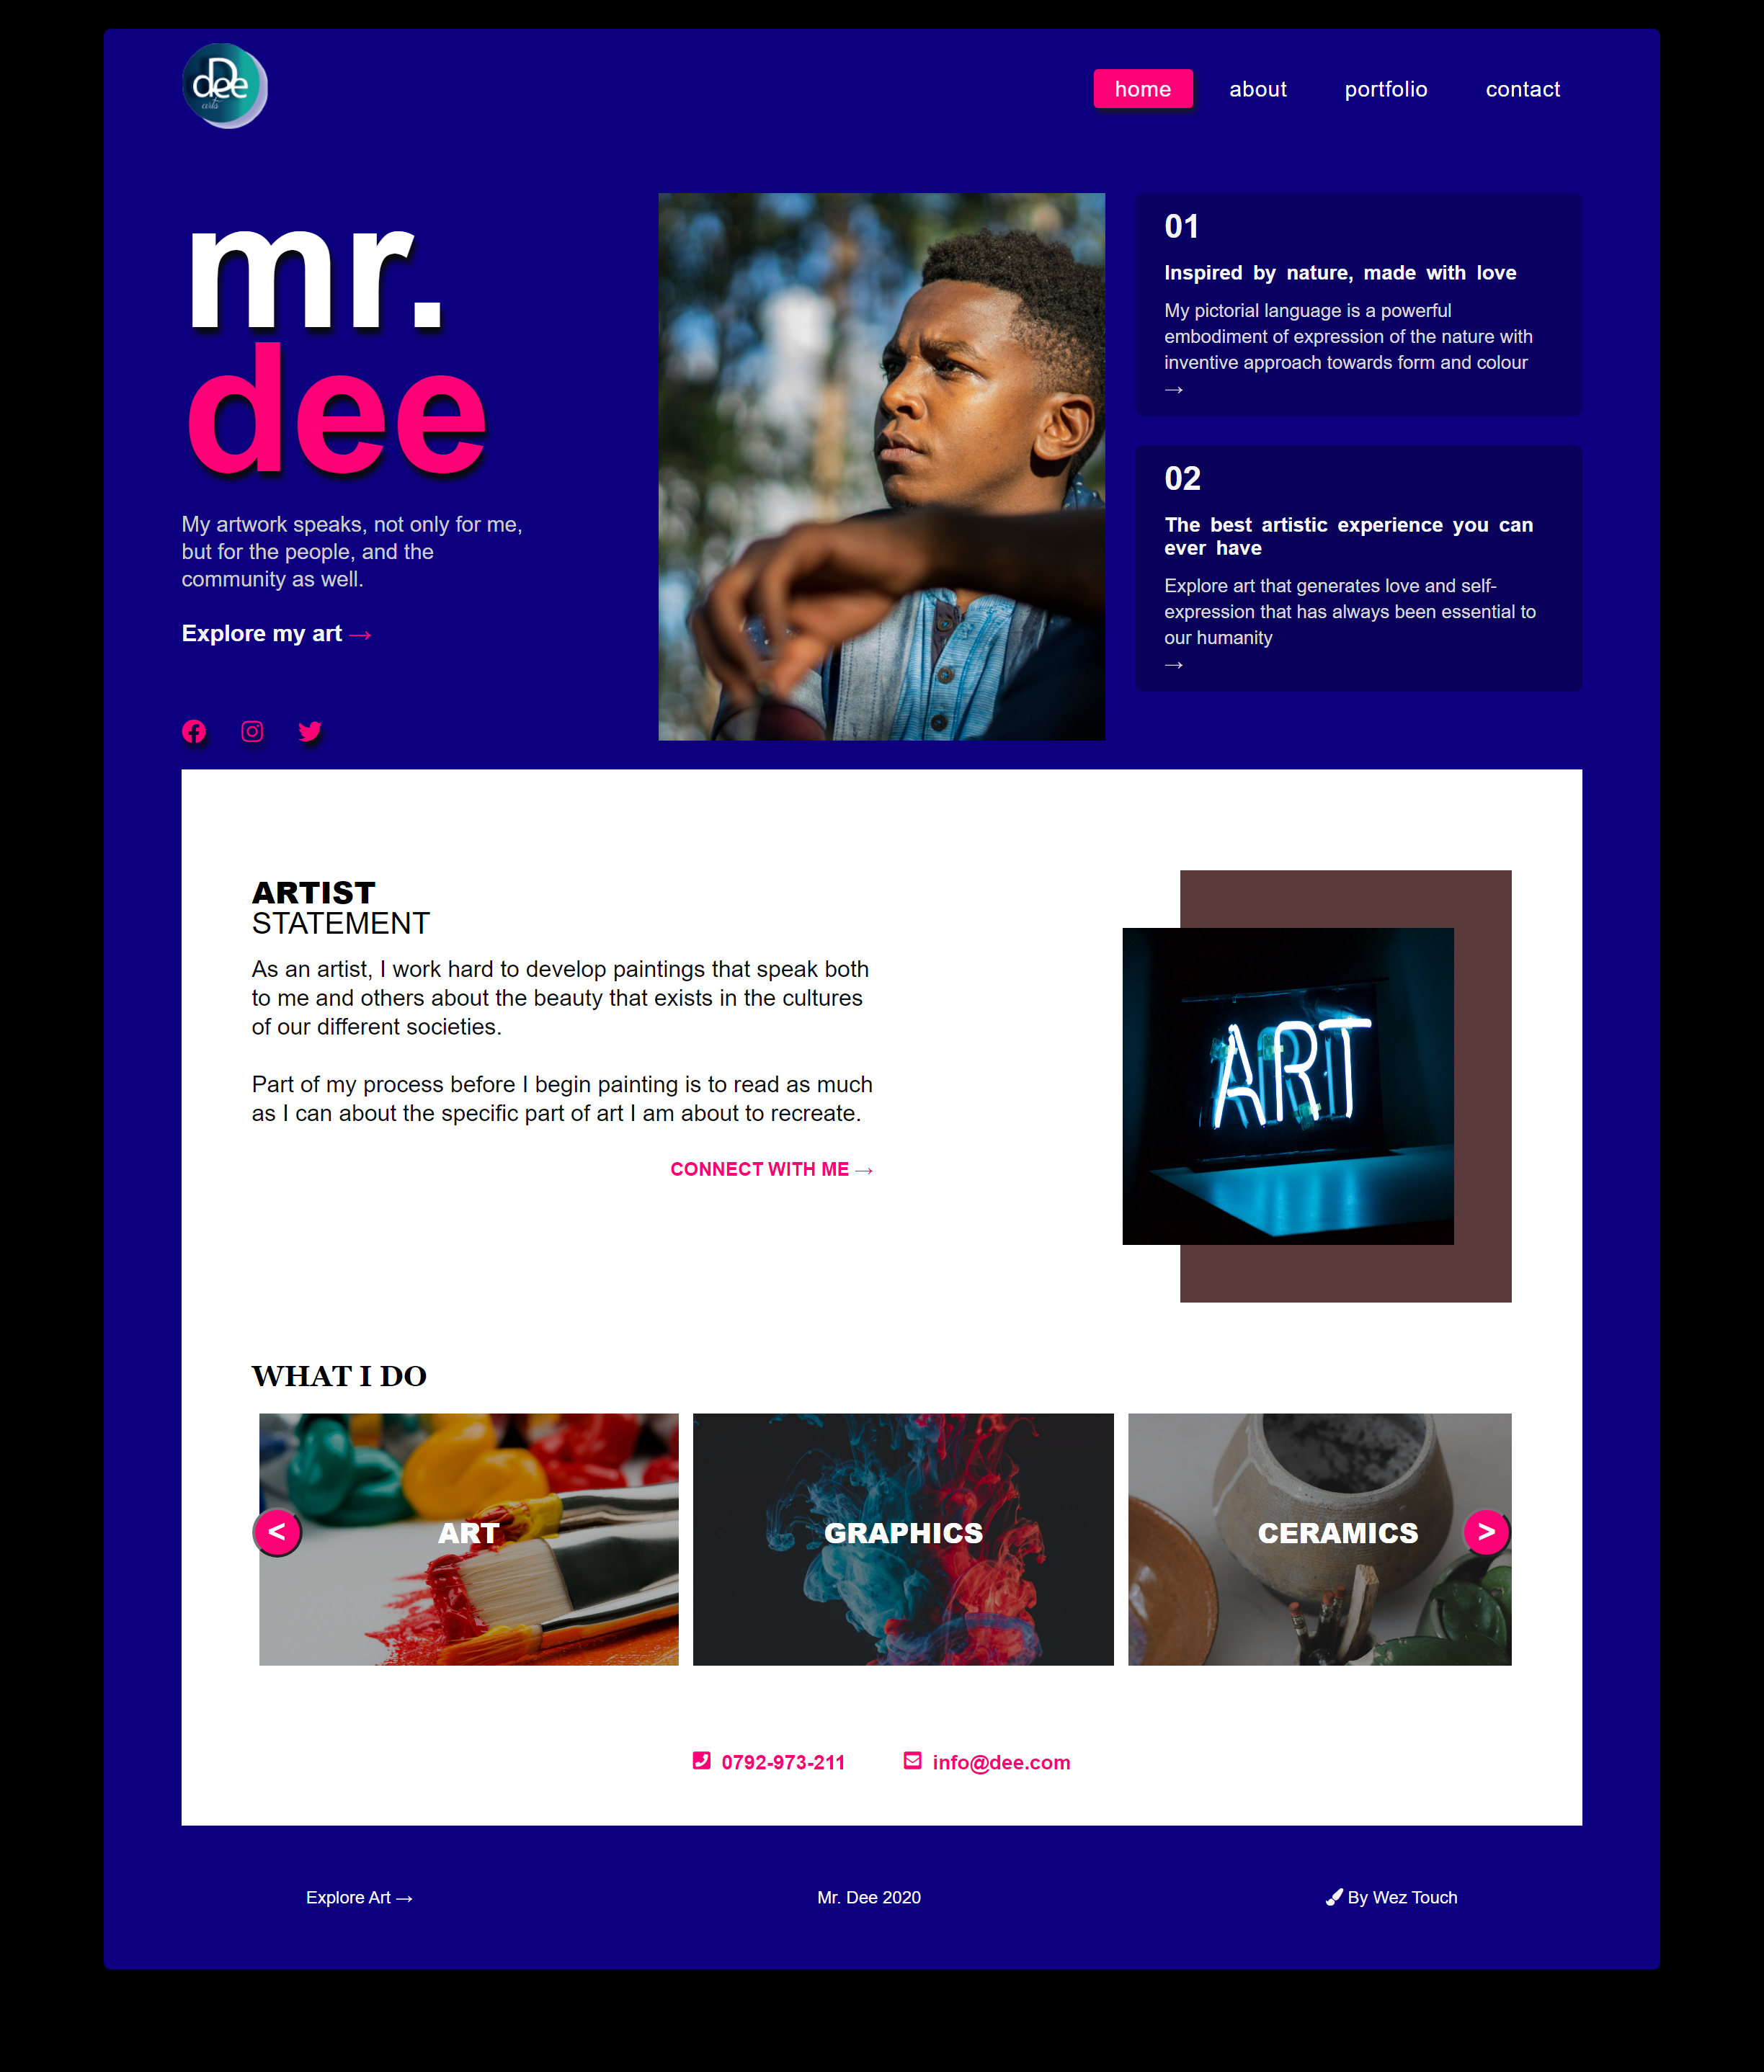 Dee
arts
home
about
portfolio
contact
mr.
dee
My artwork speaks, not only for me,
but for the people, and the
community as well.
Explore my art →
01
Inspired by nature, made with love
My pictorial language is a powerful
embodiment of expression of the nature with
inventive approach towards form and colour
→
02
The best artistic experience you can
ever have
Explore art that generates love and self-
expression that has always been essential to
our humanity
→
ARTIST
STATEMENT
As an artist, I work hard to develop paintings that speak both
to me and others about the beauty that exists in the cultures
of our different societies.
Part of my process before I begin painting is to read as much
as I can about the specific part of art I am about to recreate.
CONNECT WITH ME →
ART
WHAT I DO
<
ART
GRAPHICS
CERAMICS
>
0792-973-211
info@dee.com
Explore Art →
Mr. Dee 2020
By Wez Touch